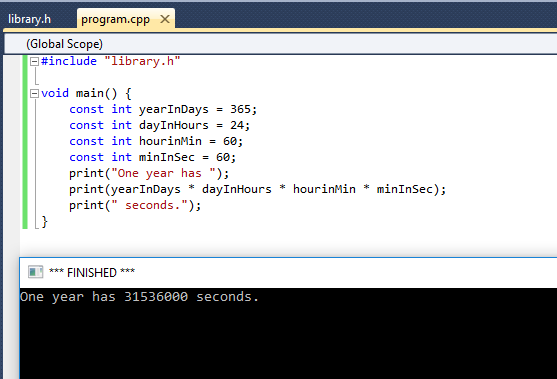 library.h program.cpp
(Global Scope)
#include "library.h"
void main() {
    const int yearInDays = 365;
    const int dayInHours = 24;
    const int hourinMin = 60;
    const int minInSec = 60;
    print("One year has ");
    print(yearInDays * dayInHours * hourinMin * minInSec);
    print(" seconds.");
}
*** FINISHED ***
One year has 31536000 seconds.